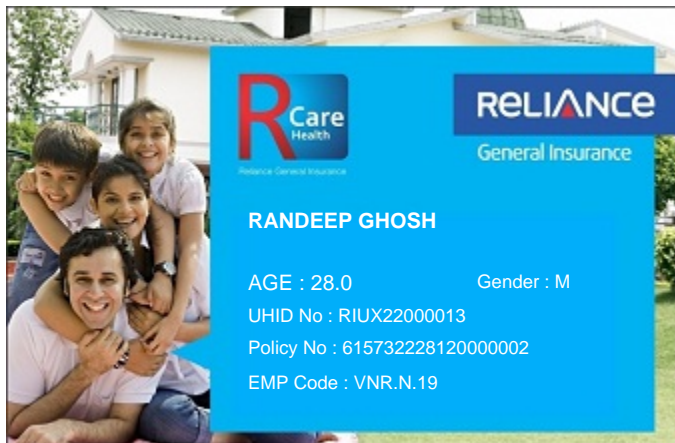 R Care
Health
Reliance General Insurance
RELIANCE
General Insurance
RANDEEP GHOSH
AGE : 28.0
Gender : M
UHID No : RIUX22000013
Policy No : 615732228120000002
EMP Code : VNR.N.19